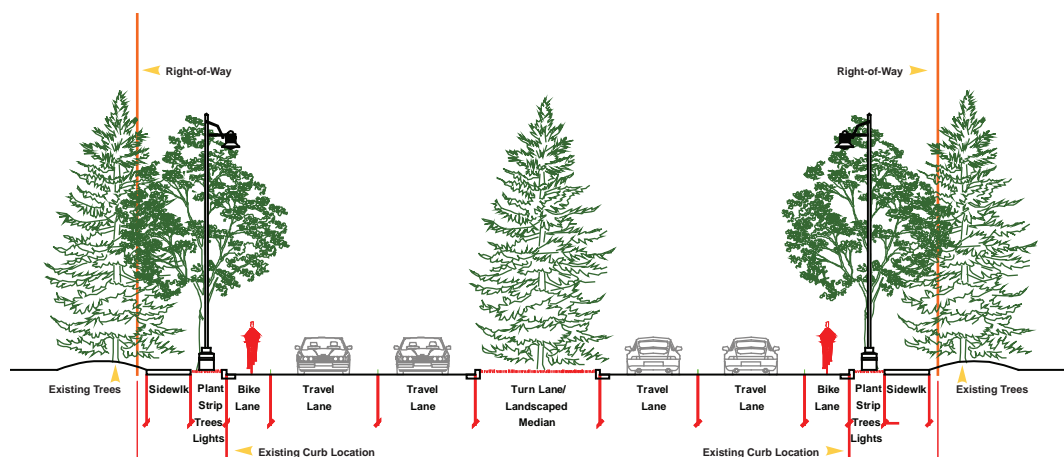 Right-of-Way
Right-of-Way
Existing Trees
Sidewlk
Plant
Strip
Trees
Lights
Bike
Lane
Travel
Lane
Travel
Lane
Turn Lane/
Landscaped
Median
Travel
Lane
Travel
Lane
Bike
Lane
Plant
Strip
Trees
Lights
Sidewlk
Existing Trees
Existing Curb Location
Existing Curb Location